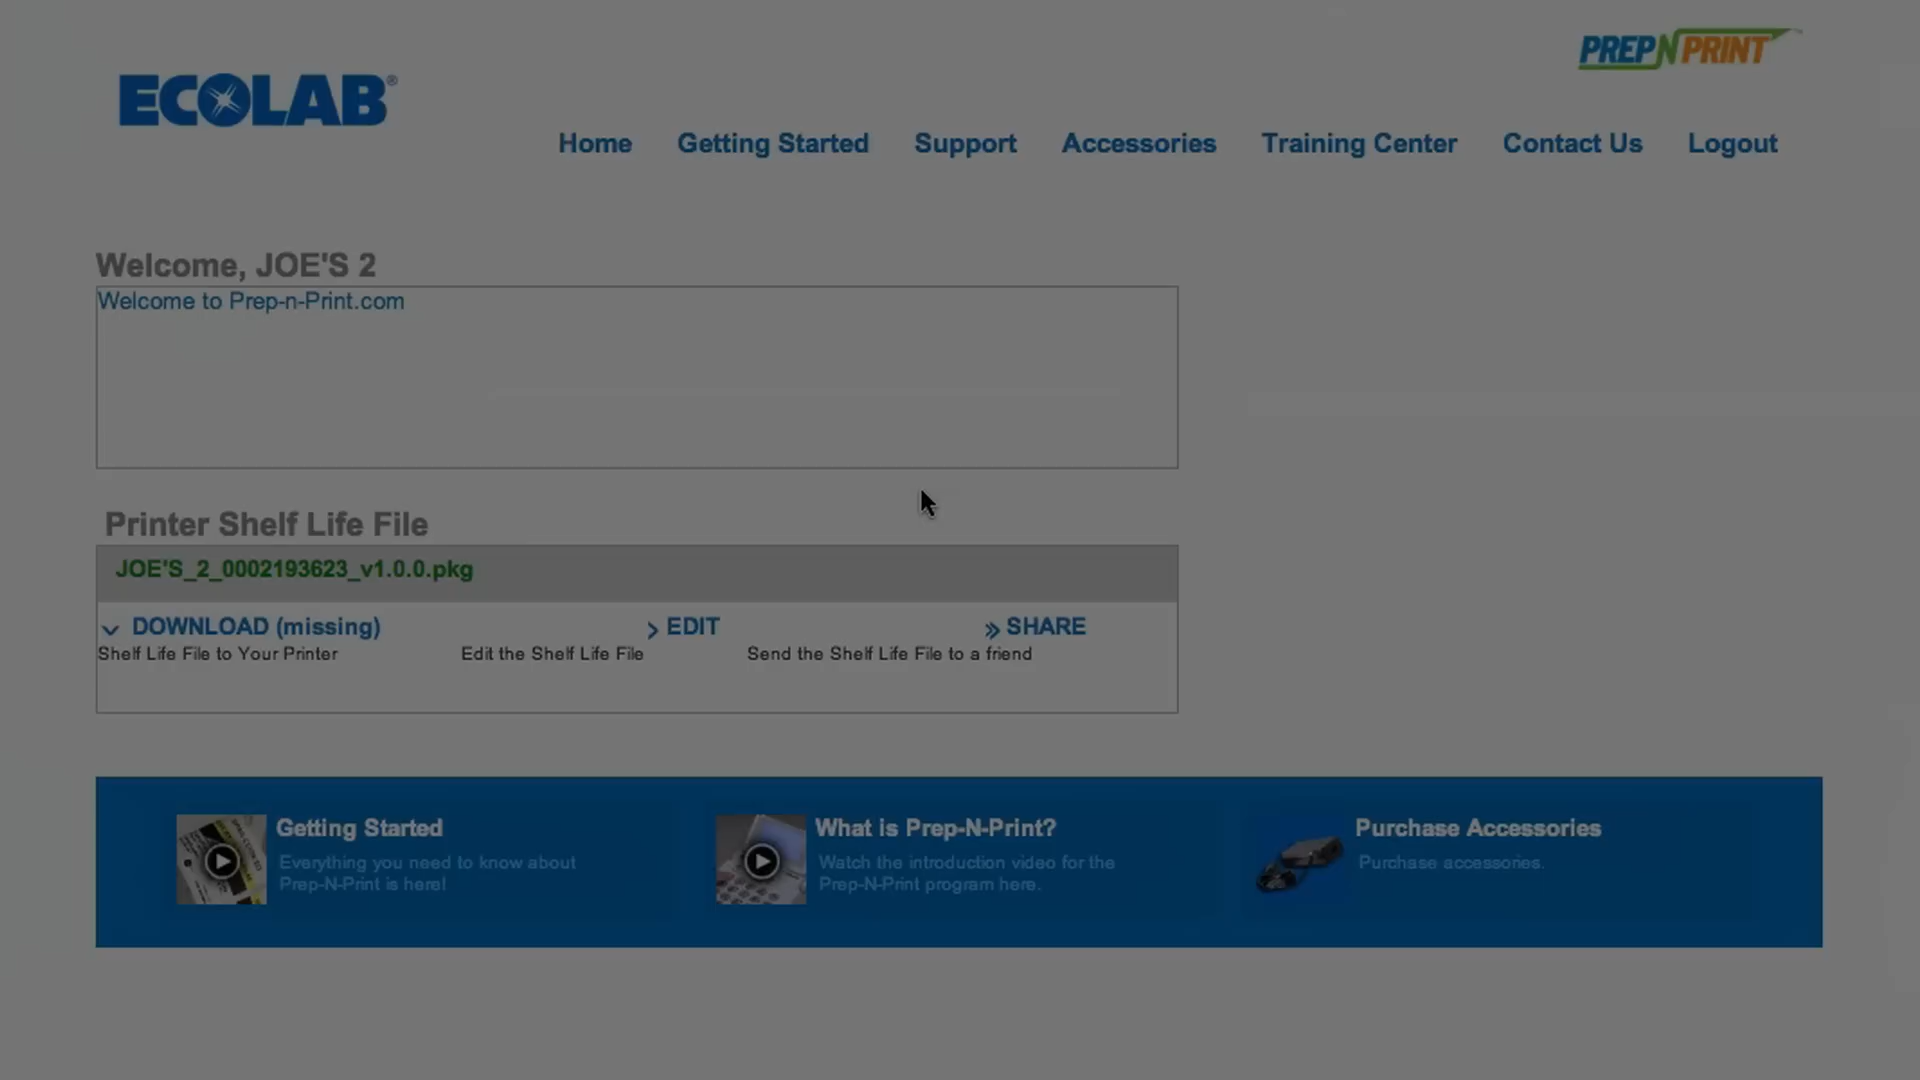 PREPNPRINT
ECOLAB®
Home Getting Started Support Accessories Training Center Contact Us Logout
Welcome, JOE'S 2
Welcome to Prep-n-Print.com
Printer Shelf Life File
JOE'S_2_0002193623_v1.0.0.pkg
DOWNLOAD (missing) EDIT SHARE
Shelf Life File to Your Printer Edit the Shelf Life File Send the Shelf Life File to a friend
Getting Started What is Prep-N-Print? Purchase Accessories
Everything you need to know about Watch the introduction video for the Purchase accessories.
Prep-N-Print is here! Prep-N-Print program here.